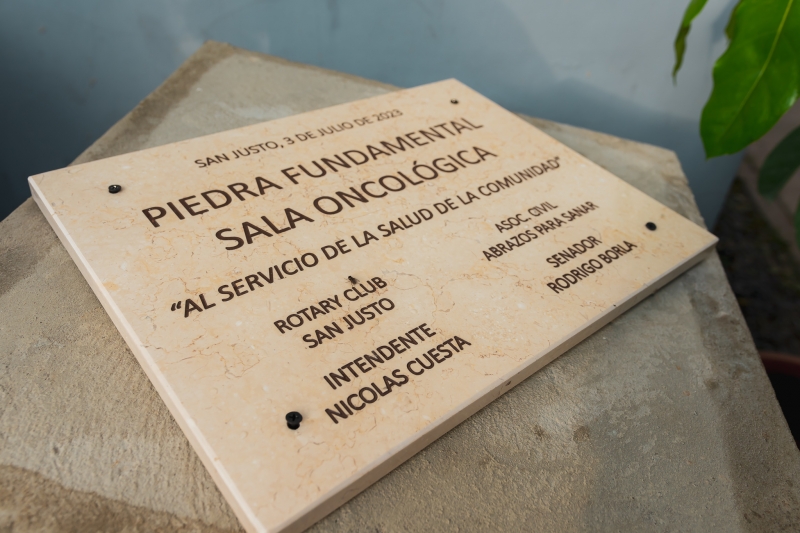 SAN JUSTO, 3 DE JULIO DE 2023
PIEDRA FUNDAMENTAL
SALA ONCOLÓGICA
“AL SERVICIO DE LA SALUD DE LA COMUNIDAD”
ROTARY CLUB
SAN JUSTO
ASOC. CIVIL
ABRAZOS PARA SANAR
INTENDENTE
NICOLAS CUESTA
SENADOR
RODRIGO BORLA